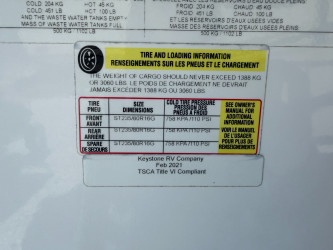 COLD 204 KG HOT 45 KG
COLD 451 LB HOT 100 LB
AND THE WASTE WATER TANKS EMPTY
MASS OF WASTE WATER TANKS
500 KG | 1102 LB
FROID 204 KG CHAUD 45 KG
FROID 451 LB CHAUD 100 LB
ET LES RÉSERVOIRS D'EAUX USÉES VIDES
MASSE DES RÉSERVOIRS D'EAUX USÉES
500 KG | 1102 LB
TIRE AND LOADING INFORMATION
RENSEIGNEMENTS SUR LES PNEUS ET LE CHARGEMENT
THE WEIGHT OF CARGO SHOULD NEVER EXCEED 1388 KG
OR 3060 LBS. LE POIDS DE CHARGEMENT NE DEVRAIT
JAMAIS EXCÉDER 1388 KG OU 3060 LBS.
TIRE
PNEU
SIZE
DIMENSIONS
COLD TIRE PRESSURE
PRESSION DES
PNEUS A FROID
SEE OWNER'S
MANUAL FOR
ADDITIONAL
INFORMATION
VOIR LE MANUEL
DE L'USAGER
POUR PLUS DE
RENSEIGNEMENTS
FRONT
AVANT
ST235/80R16G
758 KPA /110 PSI
REAR
ARRIÈRE
ST235/80R16G
758 KPA /110 PSI
SPARE
DE SECOURS
ST235/80R16G
758 KPA /110 PSI
Keystone RV Company
Feb 2021
TSCA Title VI Compliant